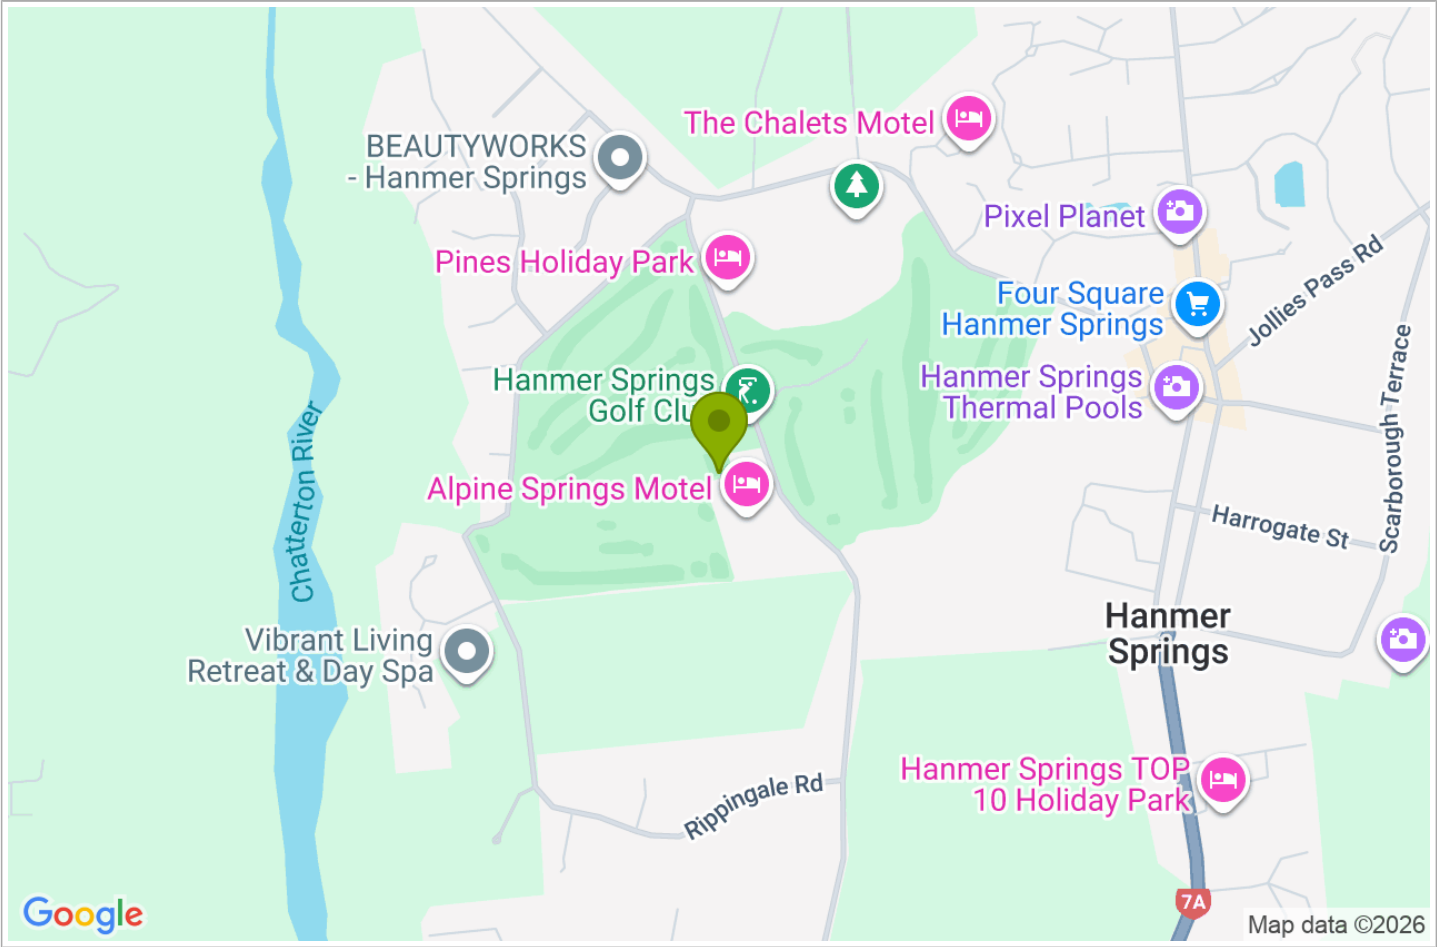 The Chalets Motel
BEAUTYWORKS
- Hanmer Springs
Pixel Planet
Pines Holiday Park
Jollies Pass Rd
Four Square
Hanmer Springs
Hanmer Springs
Golf Clu
Hanmer Springs
Thermal Pools
Scarborough Terrace
Chatterton River
Alpine Springs Motel
Harrogate St
Hanmer
Springs
Vibrant Living
Retreat & Day Spa
Hanmer Springs TOP
10 Holiday Park
Rippingale Rd
7A
Google
Map data ©2026